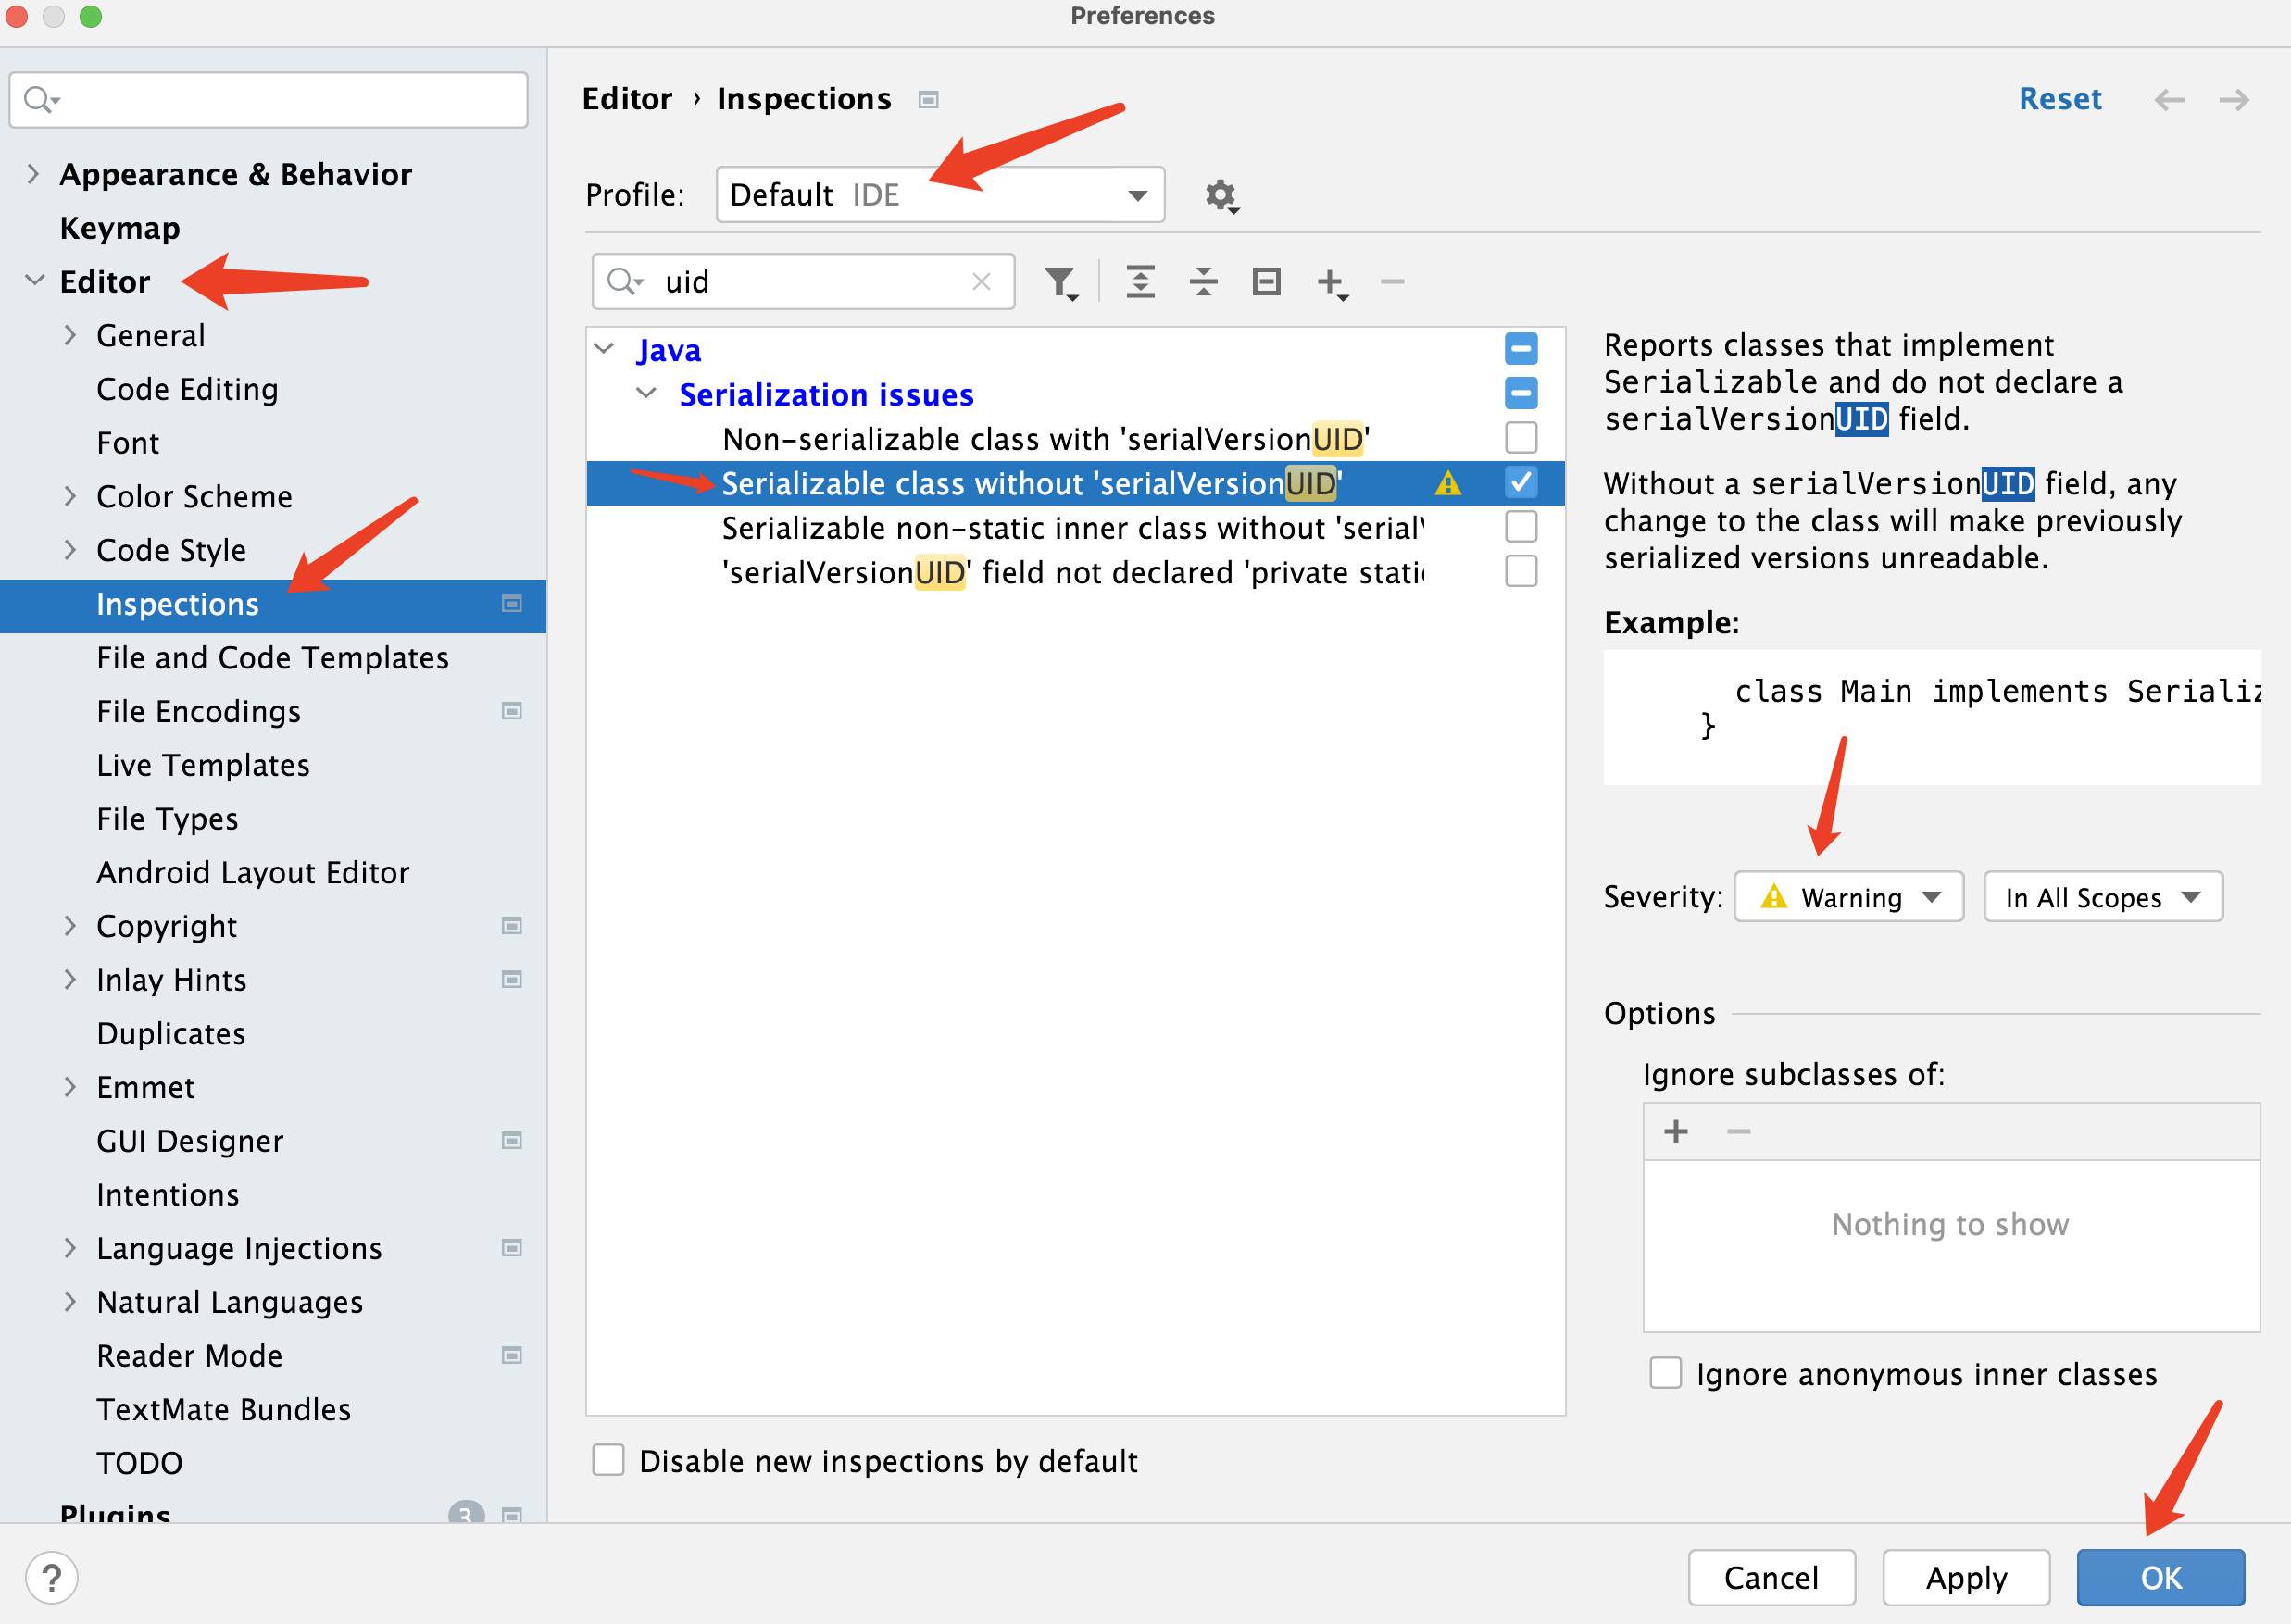 Preferences
Appearance & Behavior
Keymap
Editor
General
Code Editing
Font
Color Scheme
Code Style
Inspections
File and Code Templates
File Encodings
Live Templates
File Types
Android Layout Editor
Copyright
Inlay Hints
Duplicates
Emmet
GUI Designer
Intentions
Language Injections
Natural Languages
Reader Mode
TextMate Bundles
TODO
Plugins 3
Editor › Inspections
Reset
Profile: Default IDE
uid
Java
Serialization issues
Non-serializable class with 'serialVersionUID'
Serializable class without 'serialVersionUID'
Serializable non-static inner class without 'serial
'serialVersionUID' field not declared 'private stati
Disable new inspections by default
Reports classes that implement
Serializable and do not declare a
serialVersionUID field.
Without a serialVersionUID field, any
change to the class will make previously
serialized versions unreadable.
Example:
class Main implements Serializ
}
Severity: Warning In All Scopes
Options
Ignore subclasses of:
Nothing to show
Ignore anonymous inner classes
?
Cancel
Apply
OK